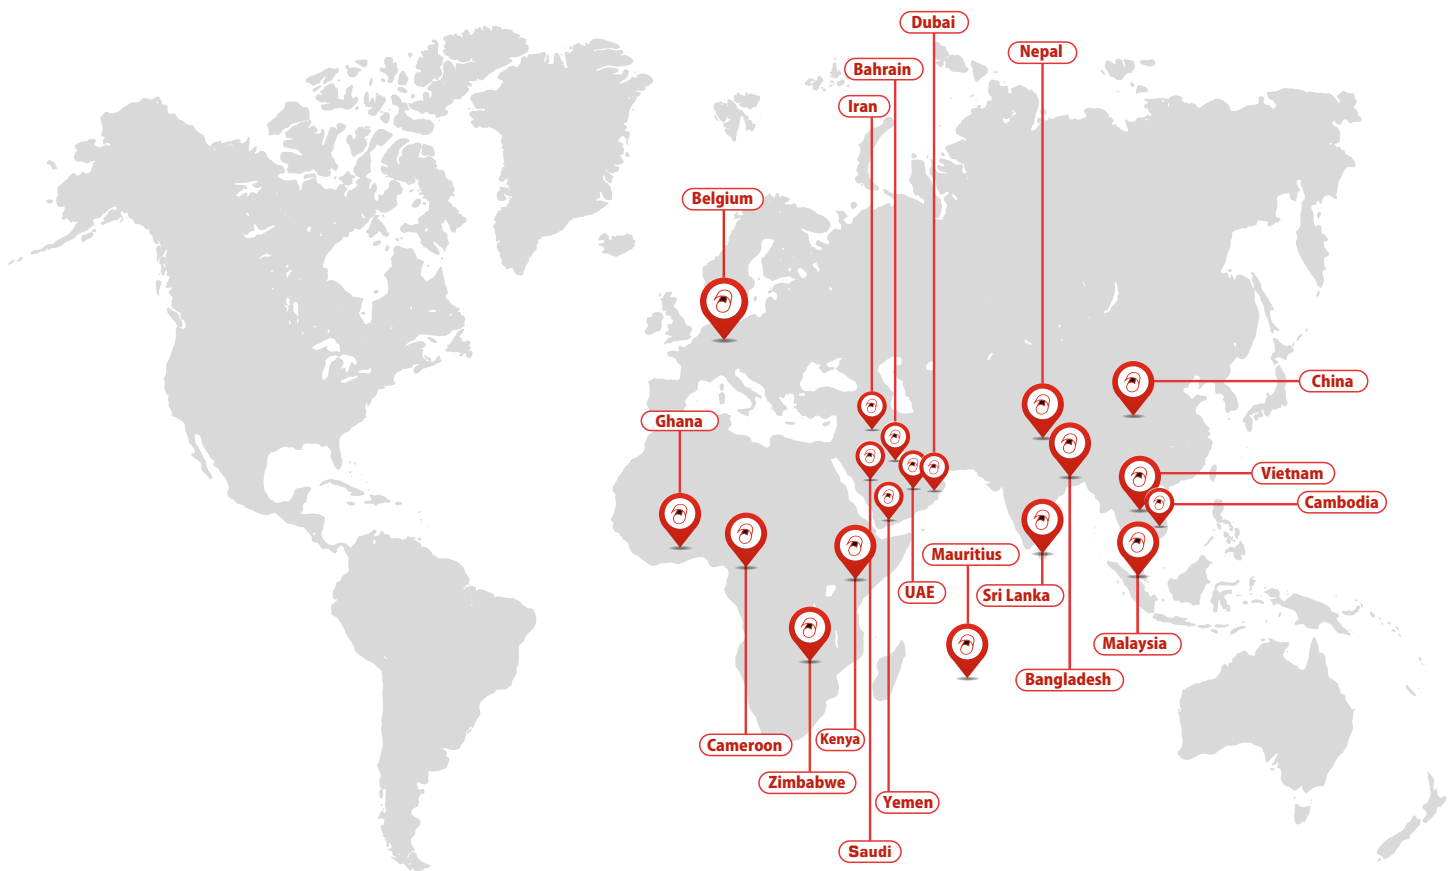 Dubai
Nepal
Bahrain
Iran
Belgium
China
Ghana
Vietnam
Cambodia
Mauritius
UAE
Sri Lanka
Malaysia
Bangladesh
Cameroon
Kenya
Zimbabwe
Yemen
Saudi